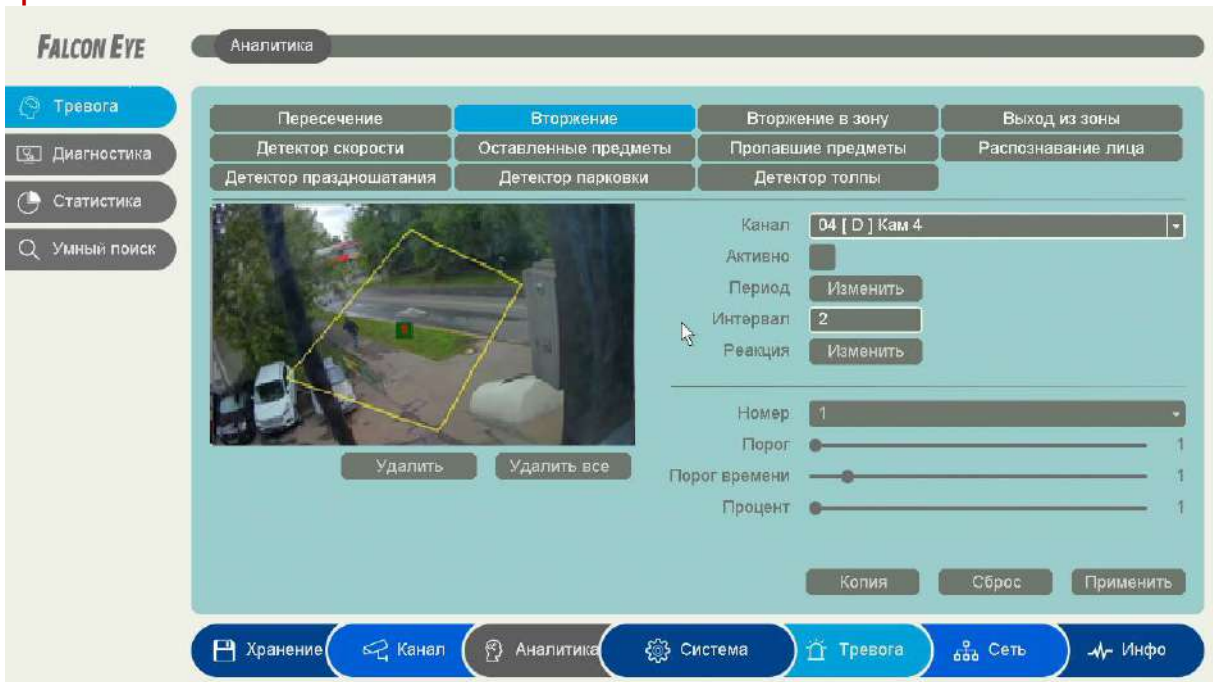 FALCON EYE
Аналитика
Тревога
Диагностика
Статистика
Умный поиск
Пересечение
Вторжение
Вторжение в зону
Выход из зоны
Детектор скорости
Оставленные предметы
Пропавшие предметы
Распознавание лица
Детектор праздношатания
Детектор парковки
Детектор толпы
Канал 04 [ D ] Кам 4
Активно
Период Изменить
Интервал 2
Реакция Изменить
Номер 1
Порог 1
Порог времени 1
Процент 1
Удалить
Удалить все
Копия
Сброс
Применить
Хранение
Канал
Аналитика
Система
Тревога
Сеть
Инфо